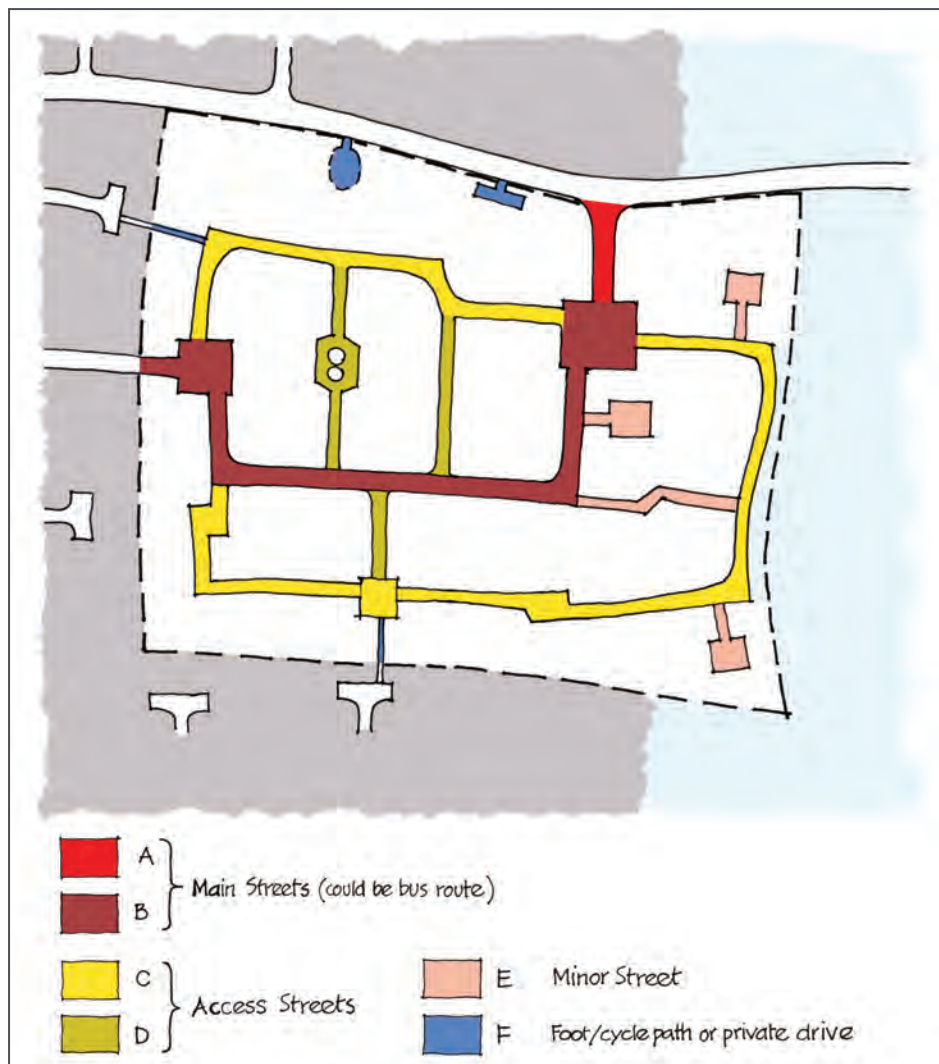 A
B
Main Streets (could be bus route)
C
D
Access Streets
E Minor Street
F Foot/cycle path or private drive